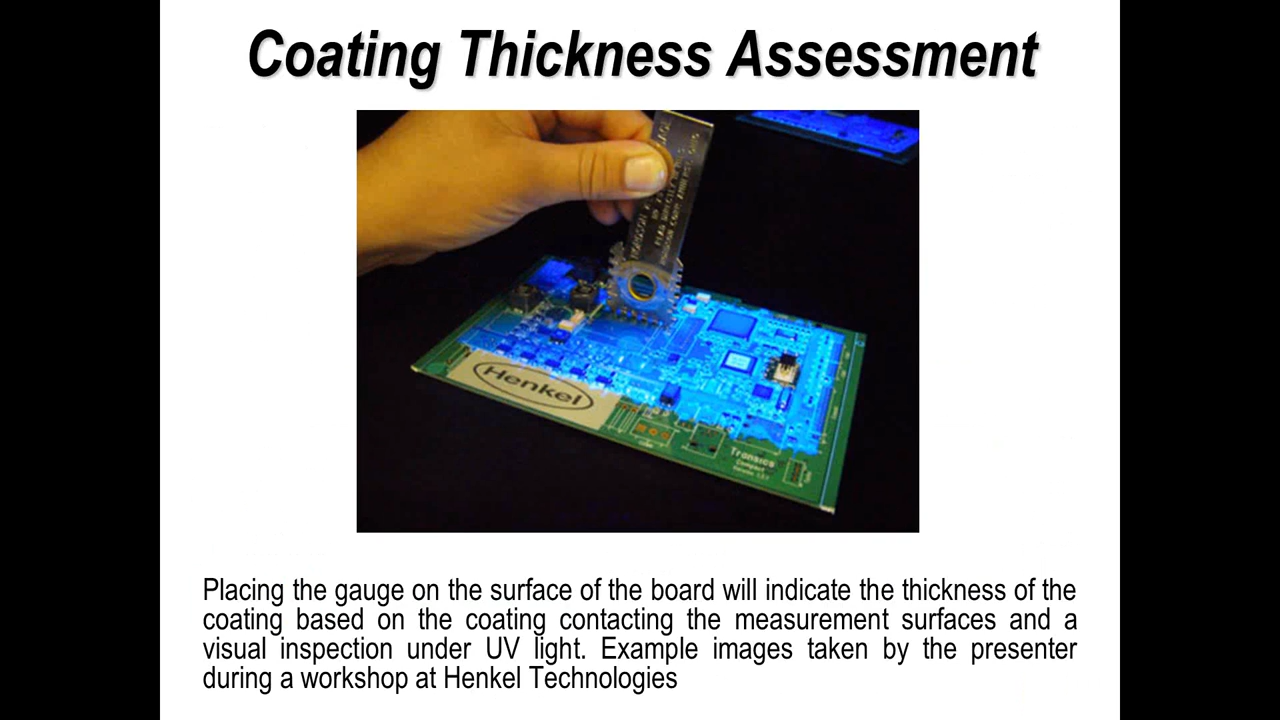 Coating Thickness Assessment
Henkel
Transics
Compact
Placing the gauge on the surface of the board will indicate the thickness of the
coating based on the coating contacting the measurement surfaces and a
visual inspection under UV light. Example images taken by the presenter
during a workshop at Henkel Technologies